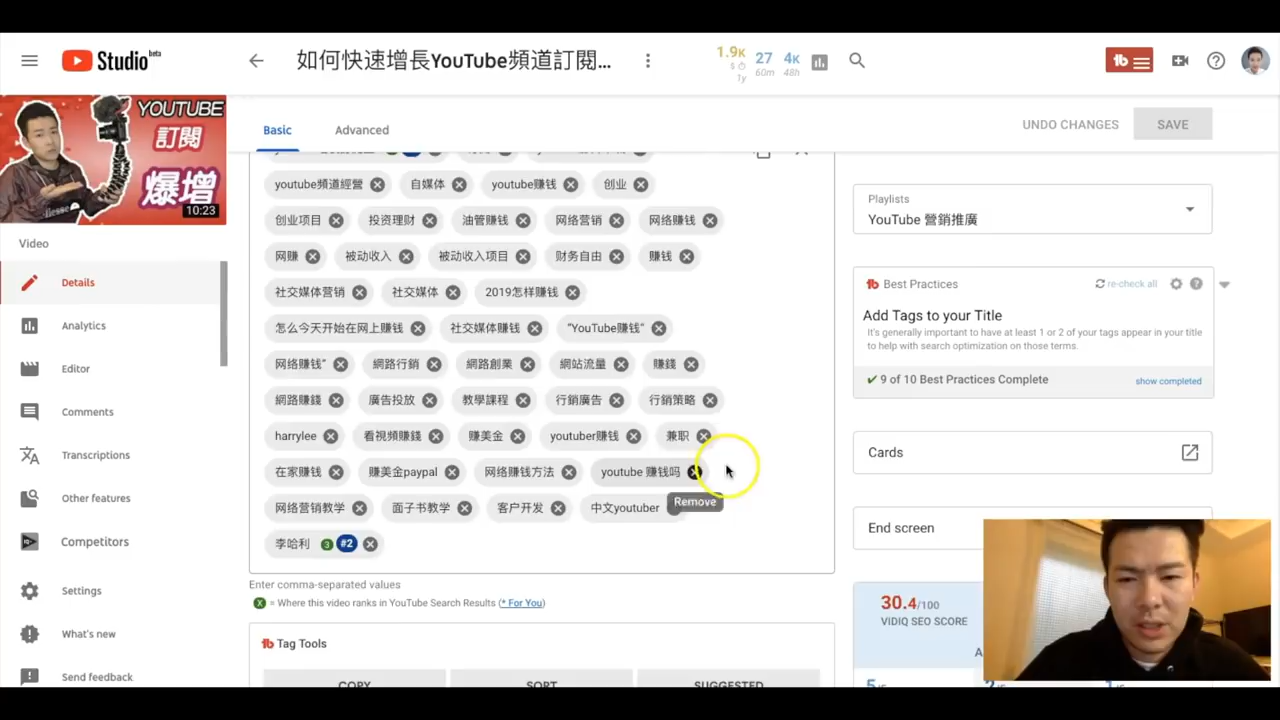 Studio beta
如何快速增長YouTube頻道訂閱...
1.9K
1y
27
60m
4K
48h
YOUTUBE
訂閱
爆增
10:23
Video
Details
Analytics
Editor
Comments
Transcriptions
Other features
Competitors
Settings
What's new
Send feedback
Basic
Advanced
UNDO CHANGES
SAVE
youtube頻道經營 自媒体 youtube赚钱 创业
创业项目 投资理财 油管赚钱 网络营销 网络赚钱
网赚 被动收入 被动收入项目 财务自由 赚钱
社交媒体营销 社交媒体 2019怎样赚钱
怎么今天开始在网上赚钱 社交媒体赚钱 "YouTube赚钱"
网络赚钱" 網路行銷 網路創業 網站流量 賺錢
網路賺錢 廣告投放 教學課程 行銷廣告 行銷策略
harrylee 看視頻賺錢 赚美金 youtuber赚钱 兼职
在家赚钱 赚美金paypal 网络赚钱方法 youtube 赚钱吗
Remove
网络营销教学 面子书教学 客户开发 中文youtuber
李哈利 3 #2
Enter comma-separated values
X = Where this video ranks in YouTube Search Results (* For You)
Tag Tools
COPY
SORT
SUGGESTED
Playlists
YouTube 營銷推廣
Best Practices
re-check all
Add Tags to your Title
It's generally important to have at least 1 or 2 of your tags appear in your title
to help with search optimization on those terms.
9 of 10 Best Practices Complete
show completed
Cards
End screen
30.4/100
VIDIQ SEO SCORE